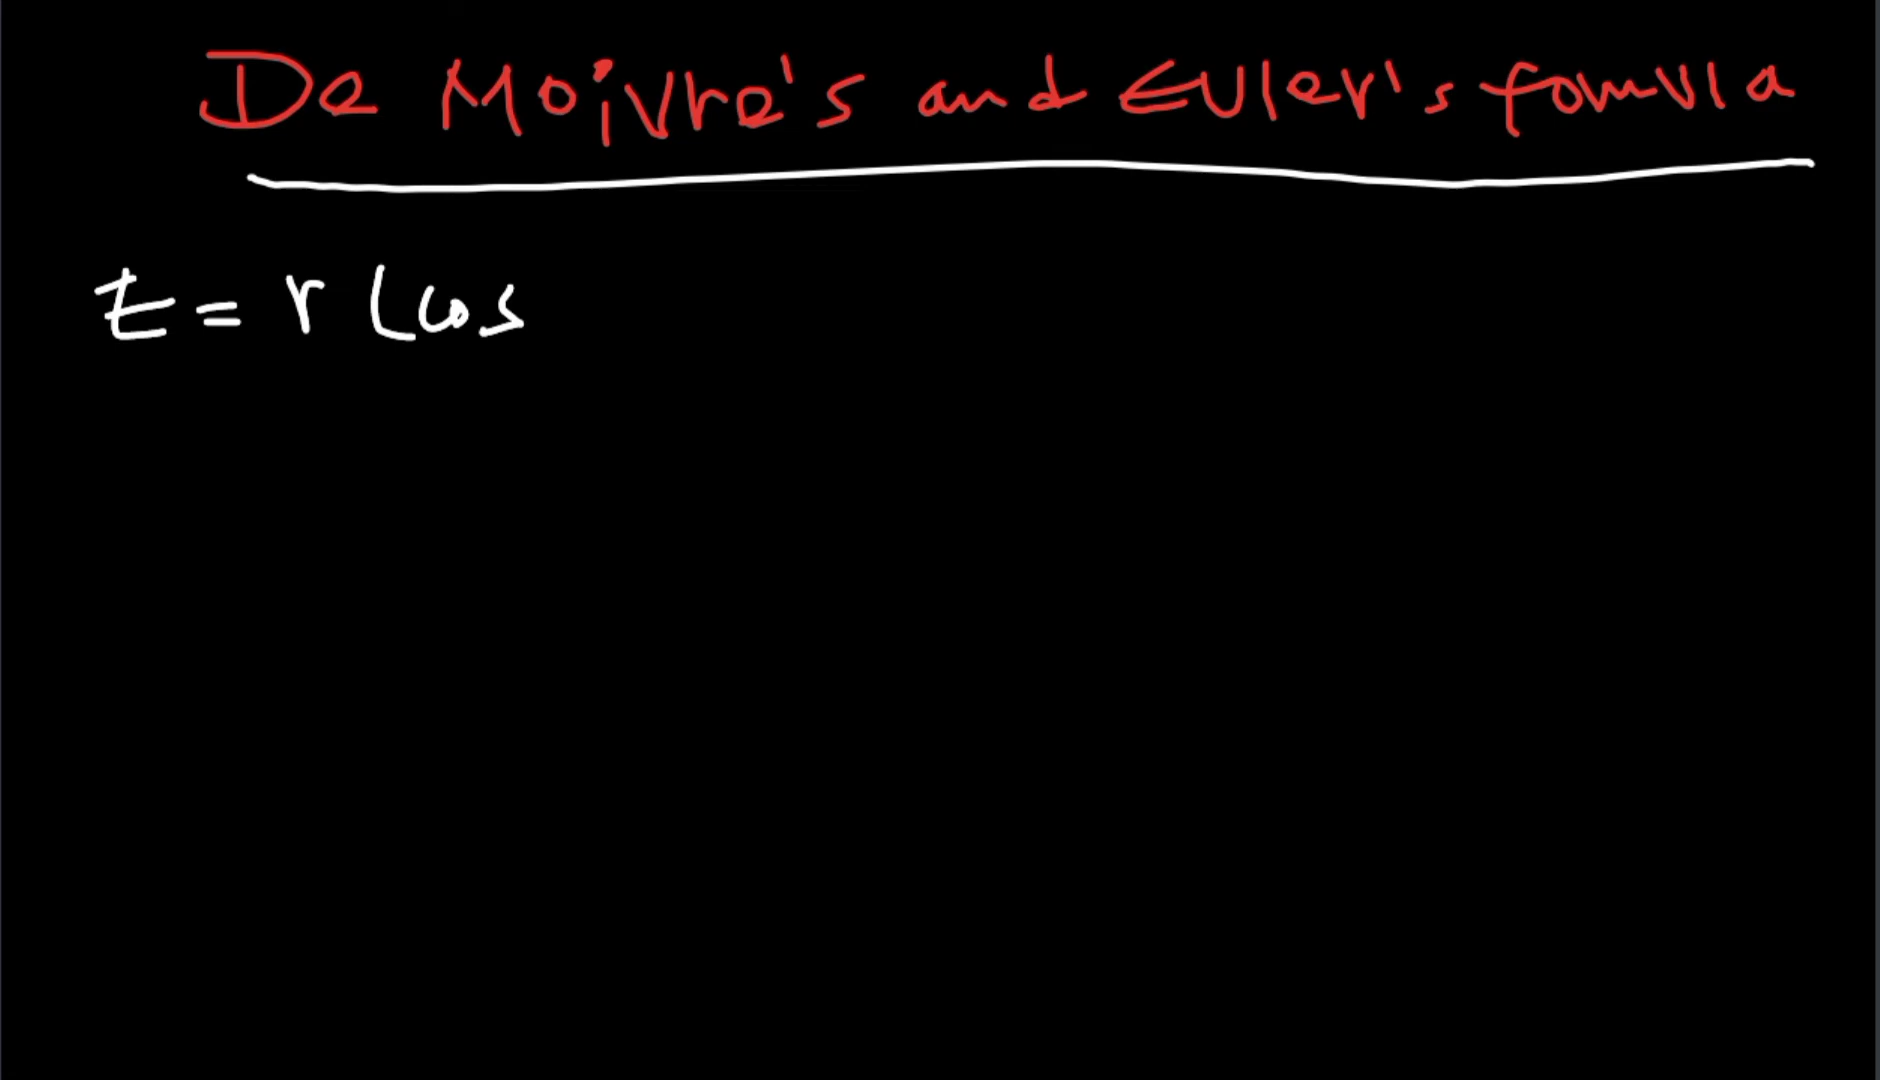 De Moivre's and Euler's fomula
z = r (cos